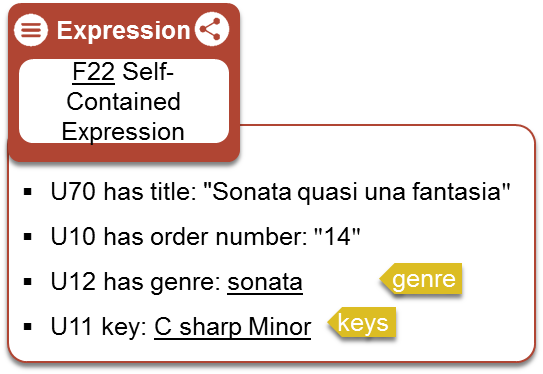 Expression
F22 Self-
Contained
Expression
▪ U70 has title: "Sonata quasi una fantasia"
▪ U10 has order number: "14"
▪ U12 has genre: sonata genre
▪ U11 key: C sharp Minor keys